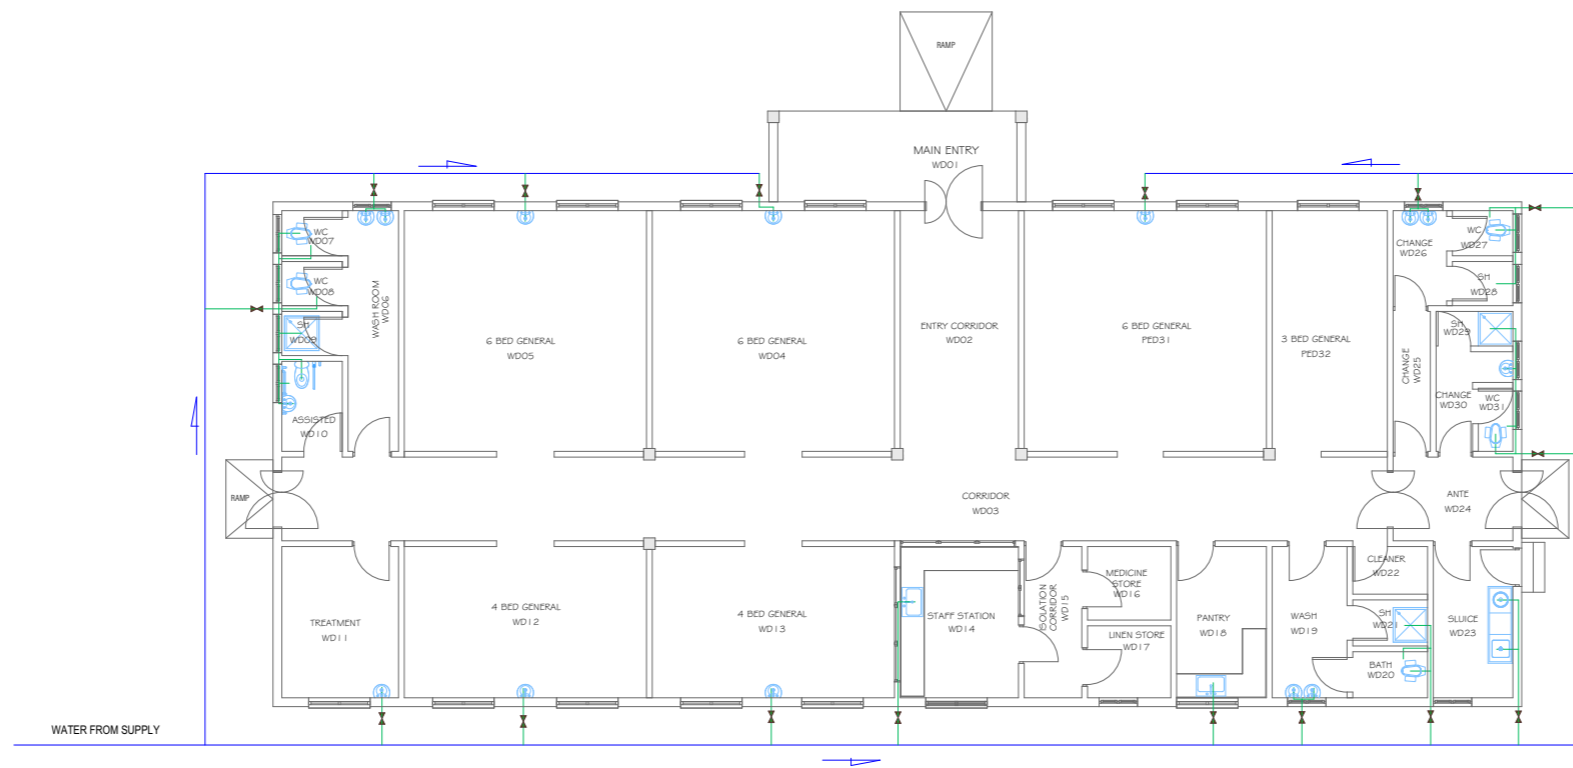 RAMP
MAIN ENTRY
WD01
WC
WD07
WC
WD08
SH
WD09
ASSISTED
WD10
WASH ROOM
WD06
6 BED GENERAL
WD05
6 BED GENERAL
WD04
ENTRY CORRIDOR
WD02
6 BED GENERAL
PED31
3 BED GENERAL
PED32
CHANGE
WD26
WC
WD27
SH
WD28
CHANGE
WD25
SH
WD29
CHANGE
WD30
WC
WD31
RAMP
CORRIDOR
WD03
ANTE
WD24
TREATMENT
WD11
4 BED GENERAL
WD12
4 BED GENERAL
WD13
STAFF STATION
WD14
ISOLATION
CORRIDOR
WD15
MEDICINE
STORE
WD16
LINEN STORE
WD17
PANTRY
WD18
WASH
WD19
CLEANER
WD22
SH
WD21
BATH
WD20
SLUICE
WD23
WATER FROM SUPPLY